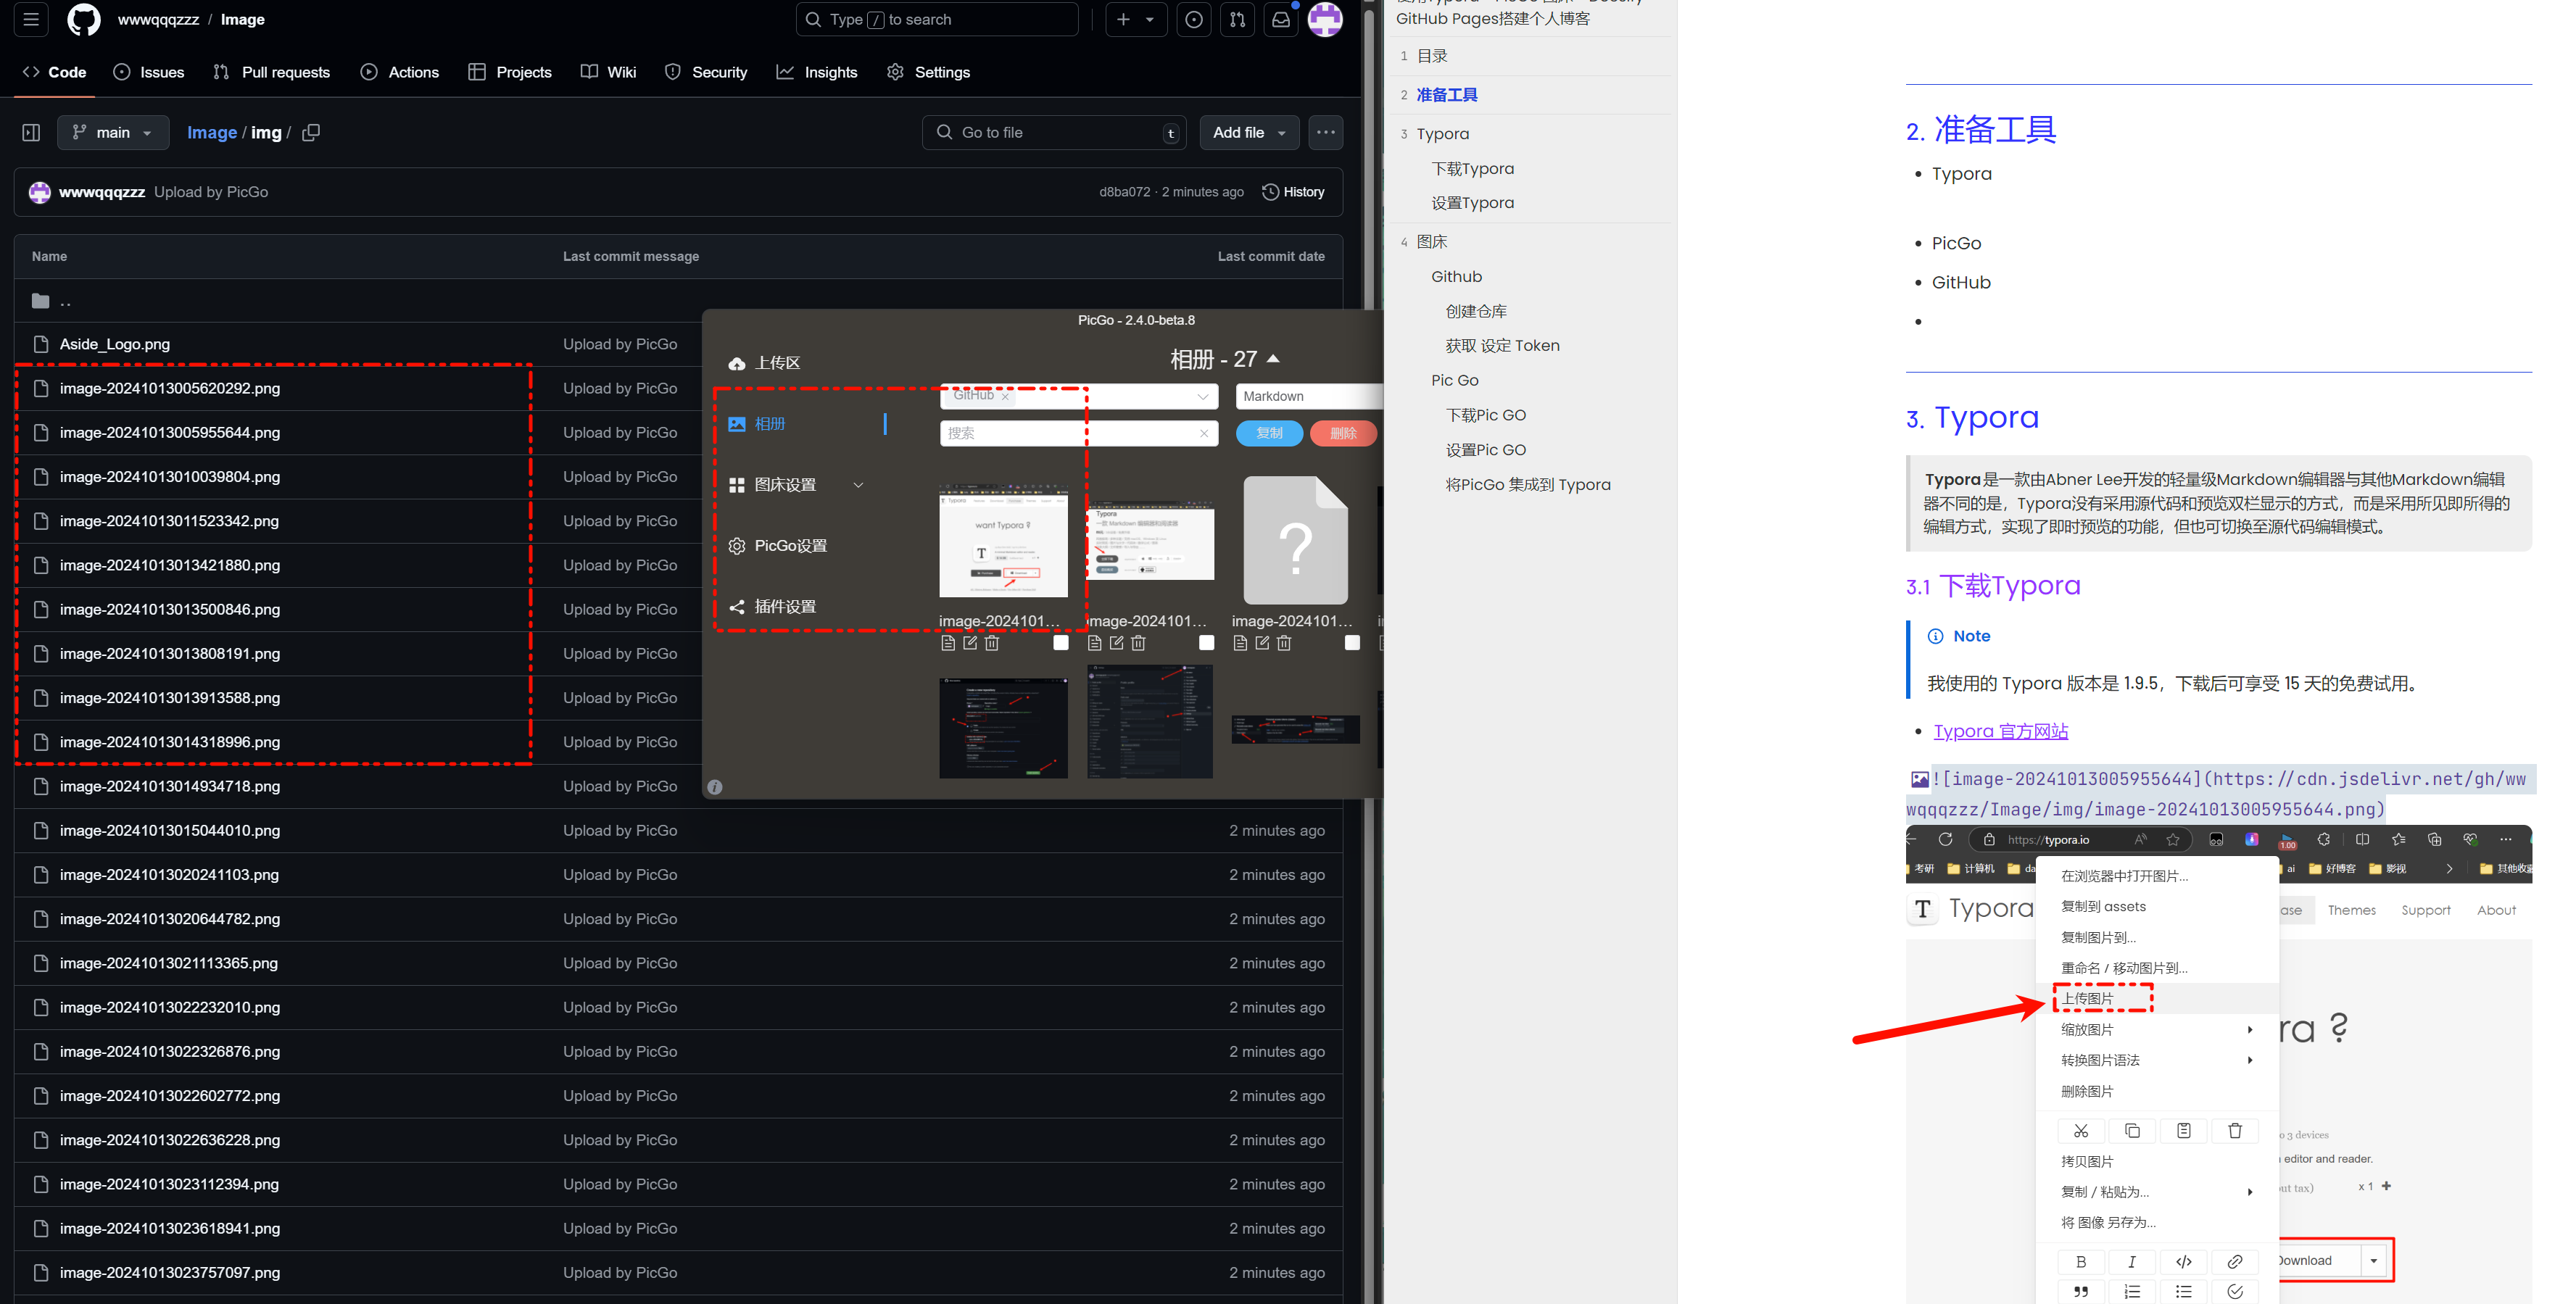 wwwqqqzzz / Image
Type / to search
Code
Issues
Pull requests
Actions
Projects
Wiki
Security
Insights
Settings
main
Image / img /
Go to file
t
Add file
wwwqqqzzz Upload by PicGo
d8ba072 · 2 minutes ago
History
Name
Last commit message
Last commit date
..
Aside_Logo.png
Upload by PicGo
image-20241013005620292.png
Upload by PicGo
image-20241013005955644.png
Upload by PicGo
image-20241013010039804.png
Upload by PicGo
image-20241013011523342.png
Upload by PicGo
image-20241013013421880.png
Upload by PicGo
image-20241013013500846.png
Upload by PicGo
image-20241013013808191.png
Upload by PicGo
image-20241013013913588.png
Upload by PicGo
image-20241013014318996.png
Upload by PicGo
image-20241013014934718.png
Upload by PicGo
image-20241013015044010.png
Upload by PicGo
2 minutes ago
image-20241013020241103.png
Upload by PicGo
2 minutes ago
image-20241013020644782.png
Upload by PicGo
2 minutes ago
image-20241013021113365.png
Upload by PicGo
2 minutes ago
image-20241013022232010.png
Upload by PicGo
2 minutes ago
image-20241013022326876.png
Upload by PicGo
2 minutes ago
image-20241013022602772.png
Upload by PicGo
2 minutes ago
image-20241013022636228.png
Upload by PicGo
2 minutes ago
image-20241013023112394.png
Upload by PicGo
2 minutes ago
image-20241013023618941.png
Upload by PicGo
2 minutes ago
image-20241013023757097.png
Upload by PicGo
2 minutes ago
PicGo - 2.4.0-beta.8
上传区
相册
图床设置
PicGo设置
插件设置
相册 - 27
GitHub
Markdown
搜索
复制
删除
want Typora ?
Typora
image-2024101...
image-2024101...
image-2024101...
GitHub Pages搭建个人博客
1 目录
2 准备工具
3 Typora
下载Typora
设置Typora
4 图床
Github
创建仓库
获取 设定 Token
Pic Go
下载Pic GO
设置Pic GO
将PicGo 集成到 Typora
2. 准备工具
Typora
PicGo
GitHub
3. Typora
Typora是一款由Abner Lee开发的轻量级Markdown编辑器与其他Markdown编辑
器不同的是，Typora没有采用源代码和预览双栏显示的方式，而是采用所见即所得的
编辑方式，实现了即时预览的功能，但也可切换至源代码编辑模式。
3.1 下载Typora
Note
我使用的 Typora 版本是 1.9.5，下载后可享受 15 天的免费试用。
Typora 官方网站
![image-20241013005955644](https://cdn.jsdelivr.net/gh/ww
wqqqzzz/Image/img/image-20241013005955644.png)
https://typora.io
1.00
考研
计算机
da
ai
好博客
影视
其他收藏
T Typora
ase
Themes
Support
About
在浏览器中打开图片...
复制到 assets
复制图片到...
重命名 / 移动图片到...
上传图片
缩放图片
转换图片语法
删除图片
拷贝图片
复制 / 粘贴为...
将 图像 另存为...
B I
ra ?
o 3 devices
editor and reader.
out tax)
x 1 +
Download